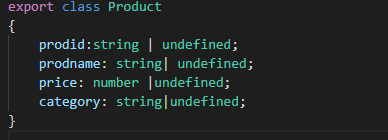 export class Product
{
    prodid:string | undefined;
    prodname: string| undefined;
    price: number |undefined;
    category: string|undefined;
}